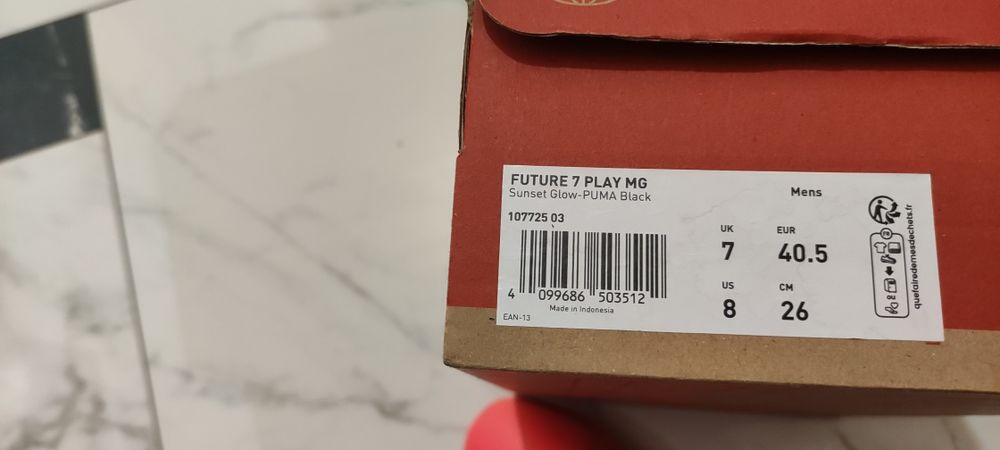 FUTURE 7 PLAY MG
Sunset Glow-PUMA Black
Mens
107725 03
UK
7
EUR
40.5
US
8
CM
26
4 099686 503512
Made in Indonesia
EAN-13
FR
quefairedemesdechets.fr